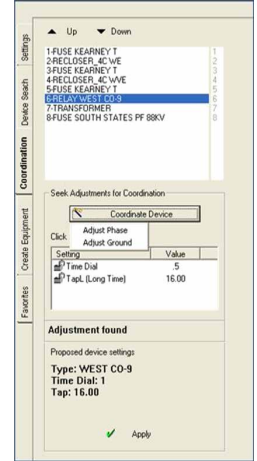 Up Down
1-FUSE KEARNEY T 1
2-RECLOSER_4C WE 2
3-FUSE KEARNEY T 3
4-RECLOSER_4C WVE 4
5-FUSE KEARNEY T 5
6-RELAY WEST CO-9 6
7-TRANSFORMER 7
8-FUSE SOUTH STATES PF 88KV 8
Settings
Device Seach
Coordination
Create Equipment
Favorites
Seek Adjustments for Coordination
Coordinate Device
Adjust Phase
Adjust Ground
Click
Setting Value
Time Dial .5
TapL (Long Time) 16.00
Adjustment found
Proposed device settings
Type: WEST CO-9
Time Dial: 1
Tap: 16.00
Apply